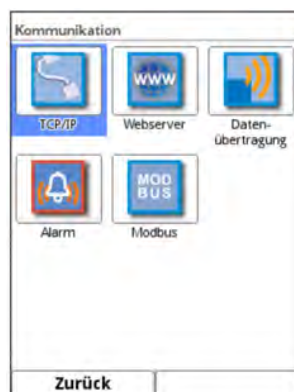 Kommunikation
WWW
TCP/IP
Webserver
Daten-
übertragung
MOD
BUS
Alarm
Modbus
Zurück